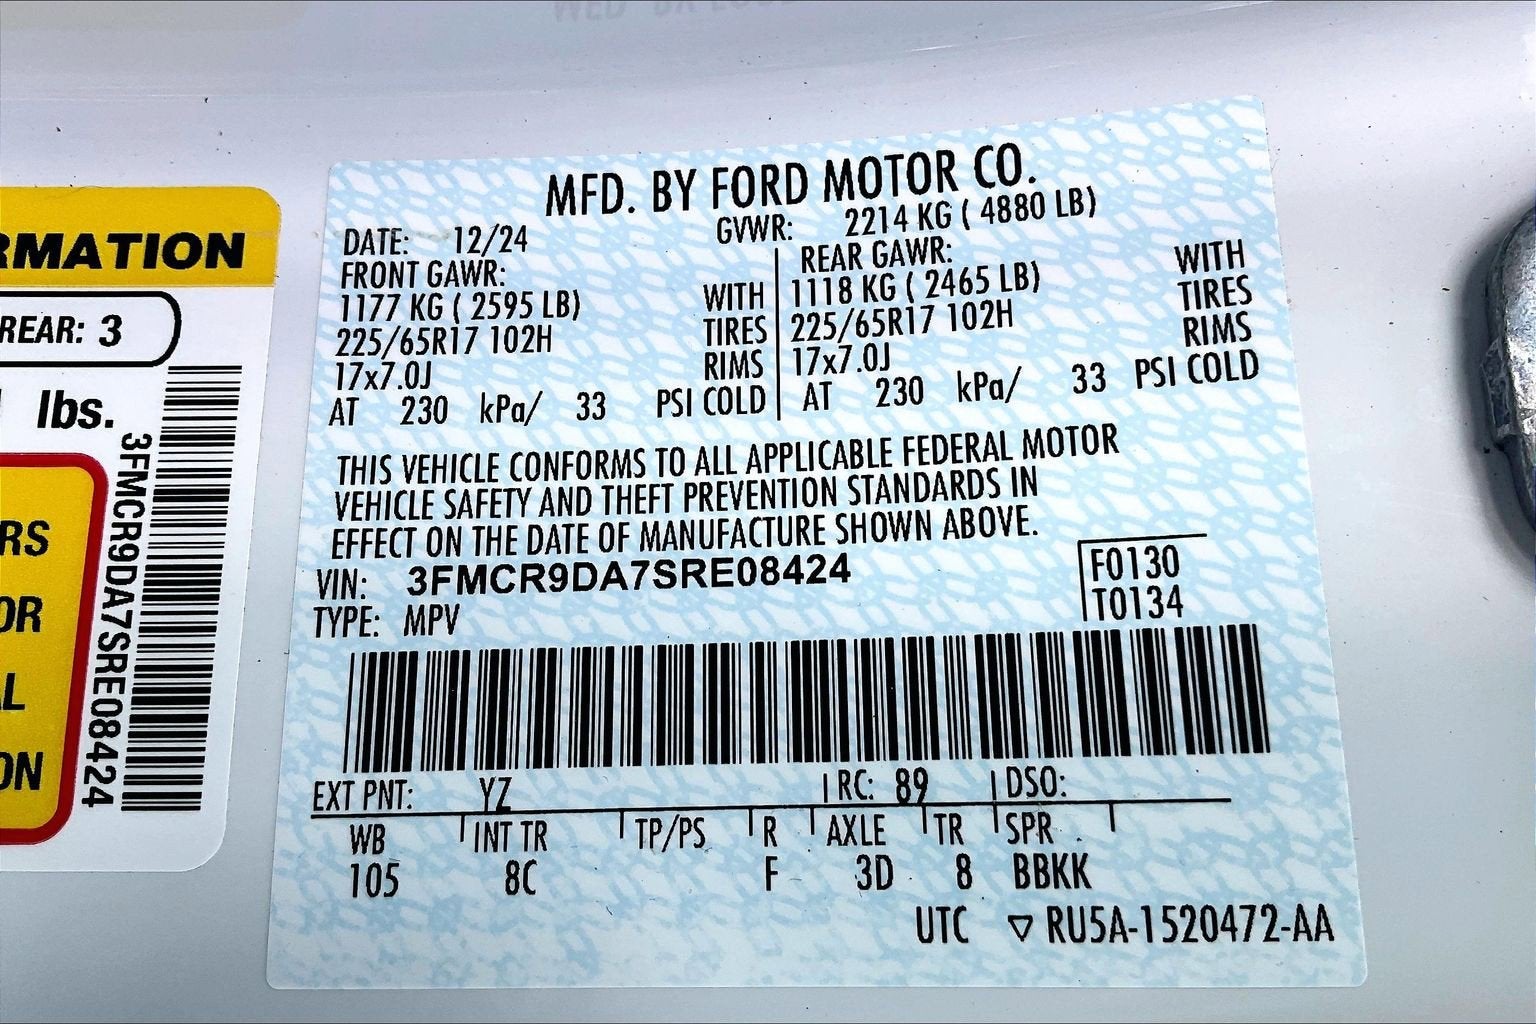 RMATION
REAR: 3
lbs.
3FMCR9DA7SRE08424
RS
OR
AL
ON
MFD. BY FORD MOTOR CO.
DATE: 12/24 GVWR: 2214 KG ( 4880 LB)
FRONT GAWR: REAR GAWR:
1177 KG ( 2595 LB) WITH 1118 KG ( 2465 LB) WITH
225/65R17 102H TIRES 225/65R17 102H TIRES
17x7.0J RIMS 17x7.0J RIMS
AT 230 kPa/ 33 PSI COLD AT 230 kPa/ 33 PSI COLD
THIS VEHICLE CONFORMS TO ALL APPLICABLE FEDERAL MOTOR
VEHICLE SAFETY AND THEFT PREVENTION STANDARDS IN
EFFECT ON THE DATE OF MANUFACTURE SHOWN ABOVE.
VIN: 3FMCR9DA7SRE08424 F0130
TYPE: MPV T0134
EXT PNT: YZ RC: 89 DSO:
WB INT TR TP/PS R AXLE TR SPR
105 8C F 3D 8 BBKK
UTC ▽ RU5A-1520472-AA